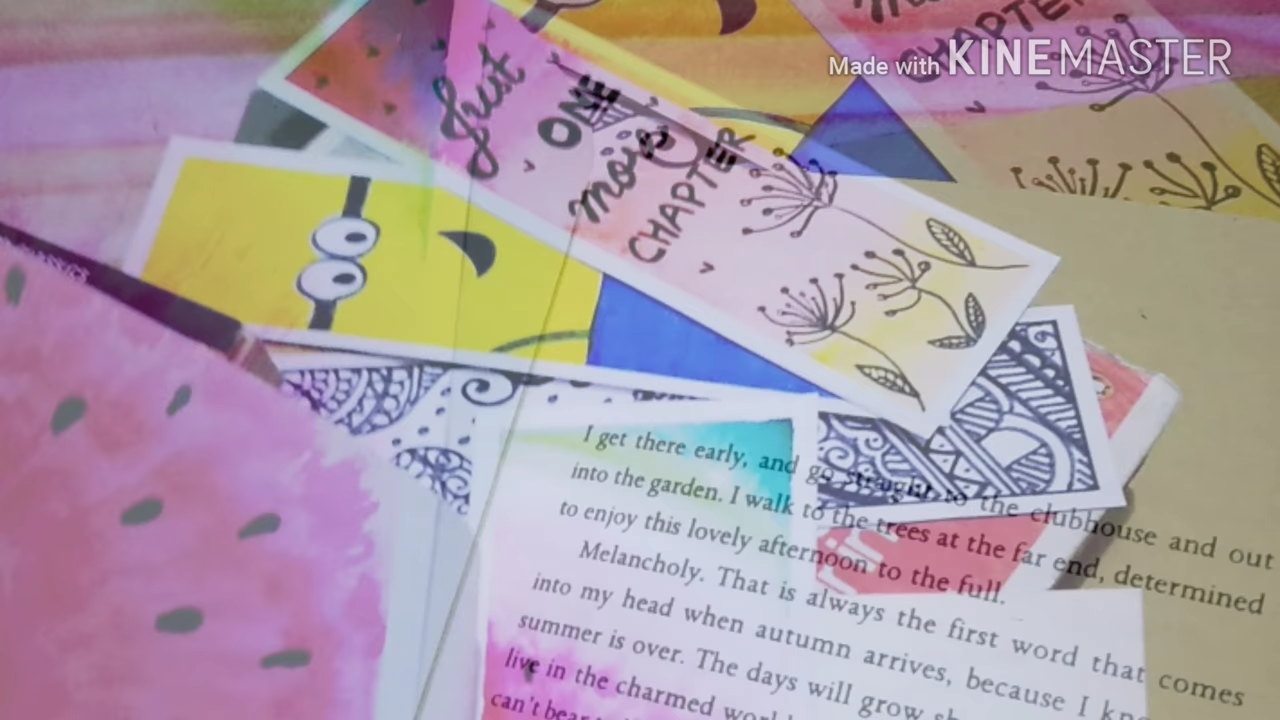 Made with KINEMASTER
Just
ONE
more
CHAPTER
CHAPTER
I get there early, and go straight to the clubhouse and out
into the garden. I walk to the trees at the far end, determined
to enjoy this lovely afternoon to the full.
Melancholy. That is always the first word that comes
into my head when autumn arrives, because I
summer is over. The days will grow
live in the charmed
can't bear